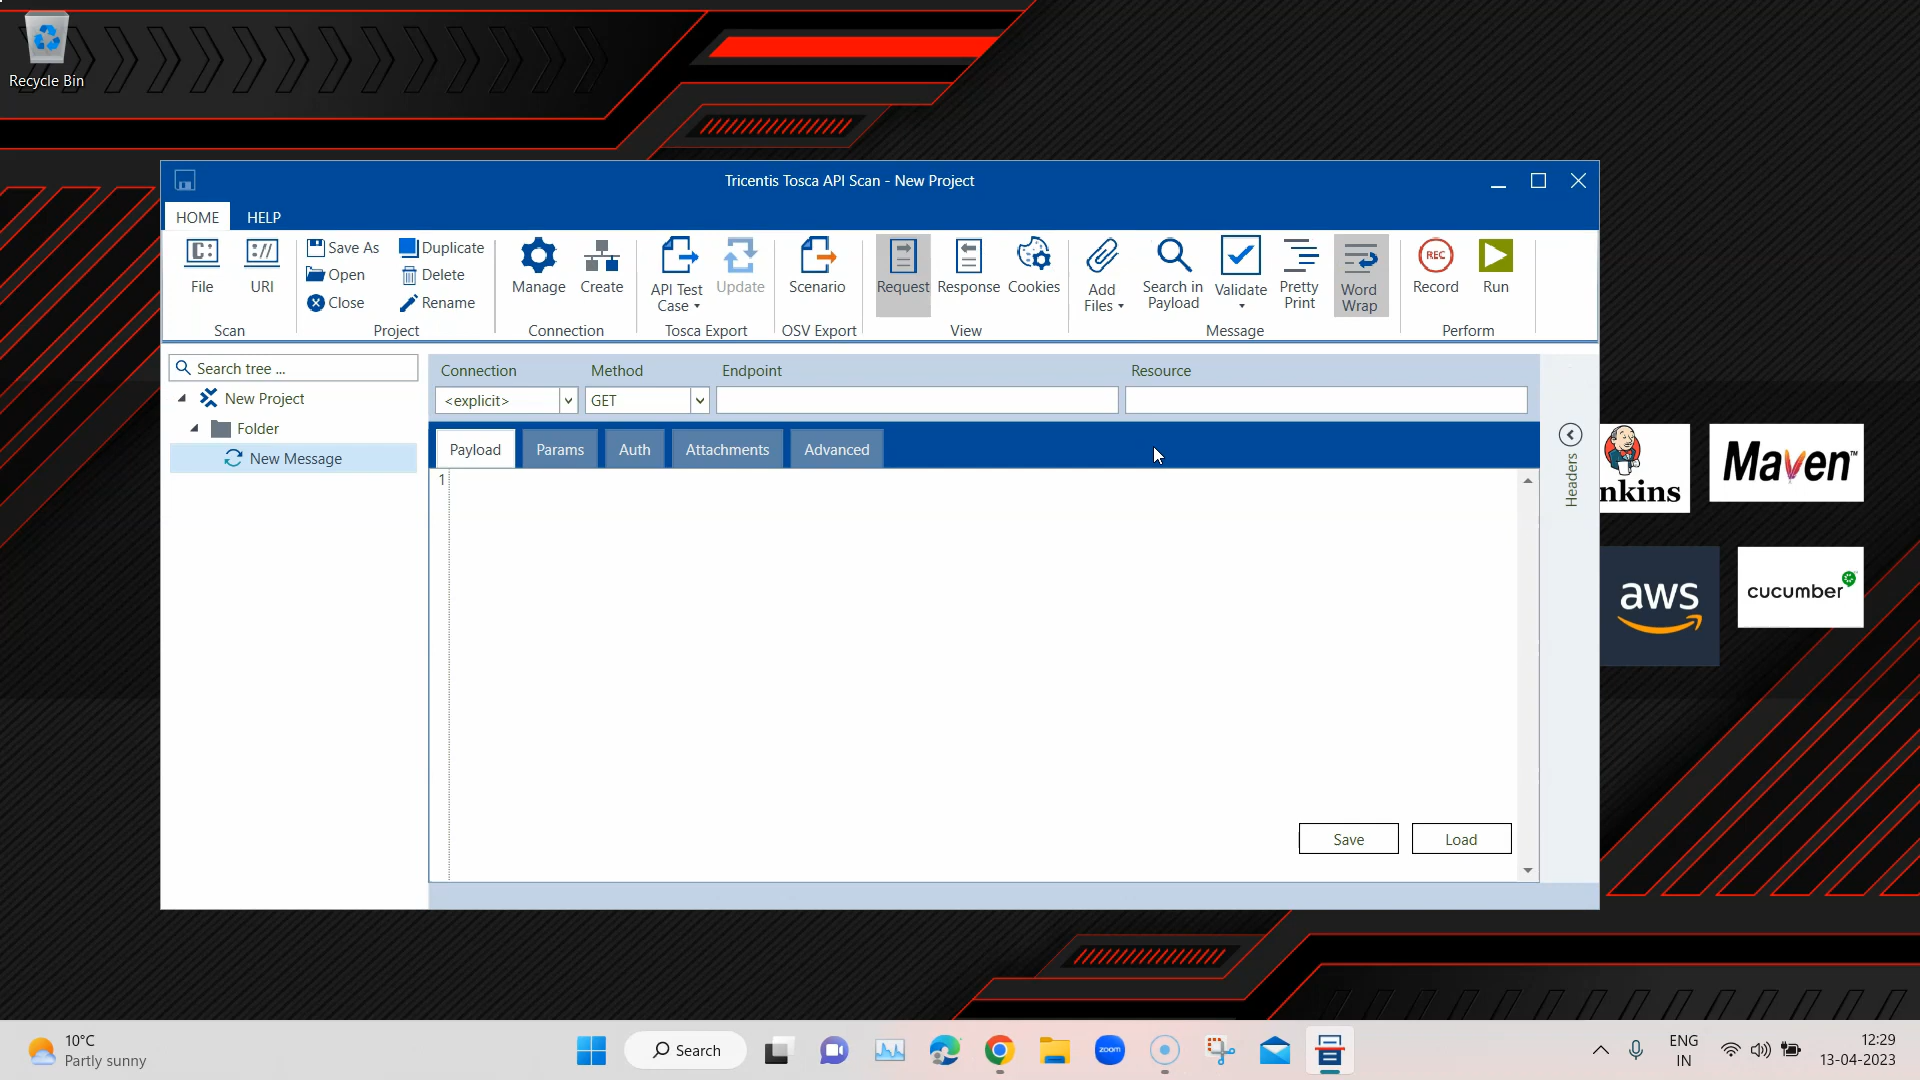 Recycle Bin
Tricentis Tosca API Scan - New Project
HOME HELP
File URI Save As Open Close Duplicate Delete Rename Manage Create API Test Case Update Scenario Request Response Cookies Add Files Search in Payload Validate Pretty Print Word Wrap REC Record Run
Scan Project Connection Tosca Export OSV Export View Message Perform
Search tree ...
New Project
Folder
New Message
Connection Method Endpoint Resource
<explicit> GET
Payload Params Auth Attachments Advanced
1
Headers
Save Load
nkins
Maven™
aws
cucumber
10°C
Partly sunny
Search
zoom
ENG
IN
12:29
13-04-2023